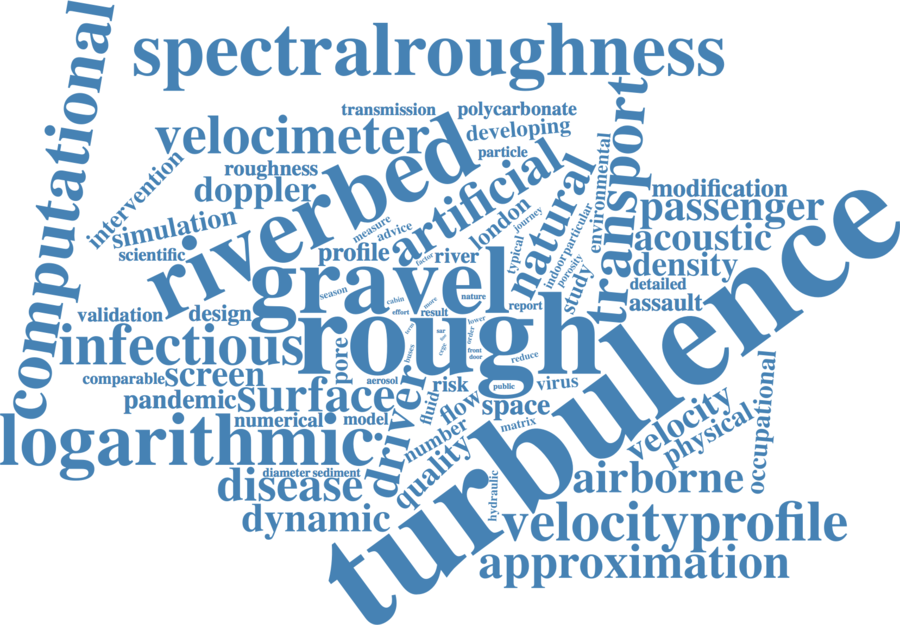 computational
spectralroughness
transmission
polycarbonate
velocimeter
developing
particle
riverbed
roughness
doppler
intervention
simulation
scientific
artificial
natural
transport
environmental
modification
passenger
acoustic
density
detailed
assault
measure
advice
profile
factor
river
london
journey
typical
particular
indoor
porosity
study
gravel
season
cabin
more
nature
effort
result
report
validation
design
rough
turbulence
infectious
pore
buses
lower
order
front
door
reduce
comparable
screen
aerosol
risk
public
virus
pandemic
surface
driver
fluid
flow
space
matrix
numerical
model
logarithmic
number
quality
velocity
physical
occupational
diameter
sediment
disease
hydraulic
airborne
dynamic
velocityprofile
approximation